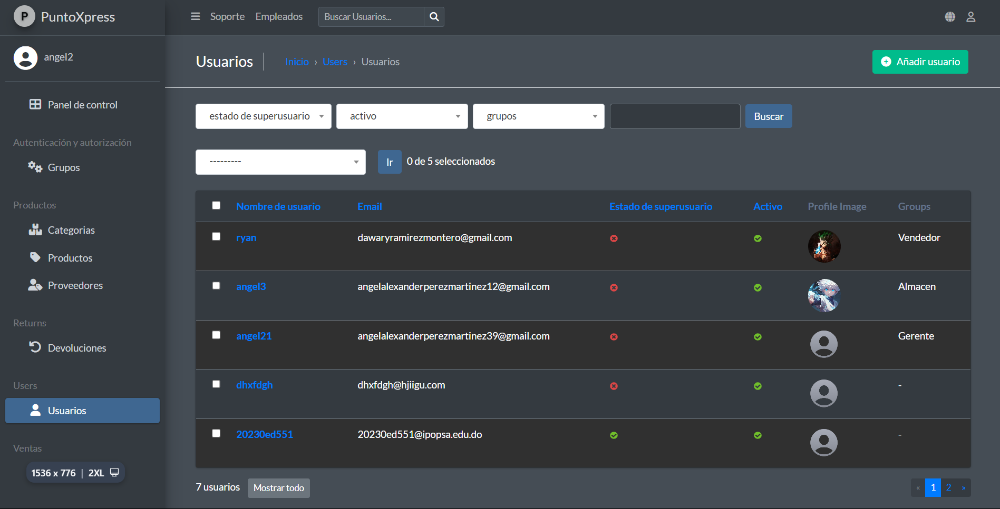 P PuntoXpress
Soporte Empleados Buscar Usuarios...
angel2
Usuarios Inicio › Users › Usuarios Añadir usuario
Panel de control
estado de superusuario activo grupos Buscar
Autenticación y autorización
Grupos
--------- Ir 0 de 5 seleccionados
Productos
Categorias
Productos
Proveedores
Returns
Devoluciones
Users
Usuarios
Ventas
1536 x 776 | 2XL
Nombre de usuario Email Estado de superusuario Activo Profile Image Groups
ryan dawaryramirezmontero@gmail.com Vendedor
angel3 angelalexanderperezmartinez12@gmail.com Almacen
angel21 angelalexanderperezmartinez39@gmail.com Gerente
dhxfdgh dhxfdgh@hjiigu.com -
20230ed551 20230ed551@ipopsa.edu.do -
7 usuarios Mostrar todo « 1 2 »